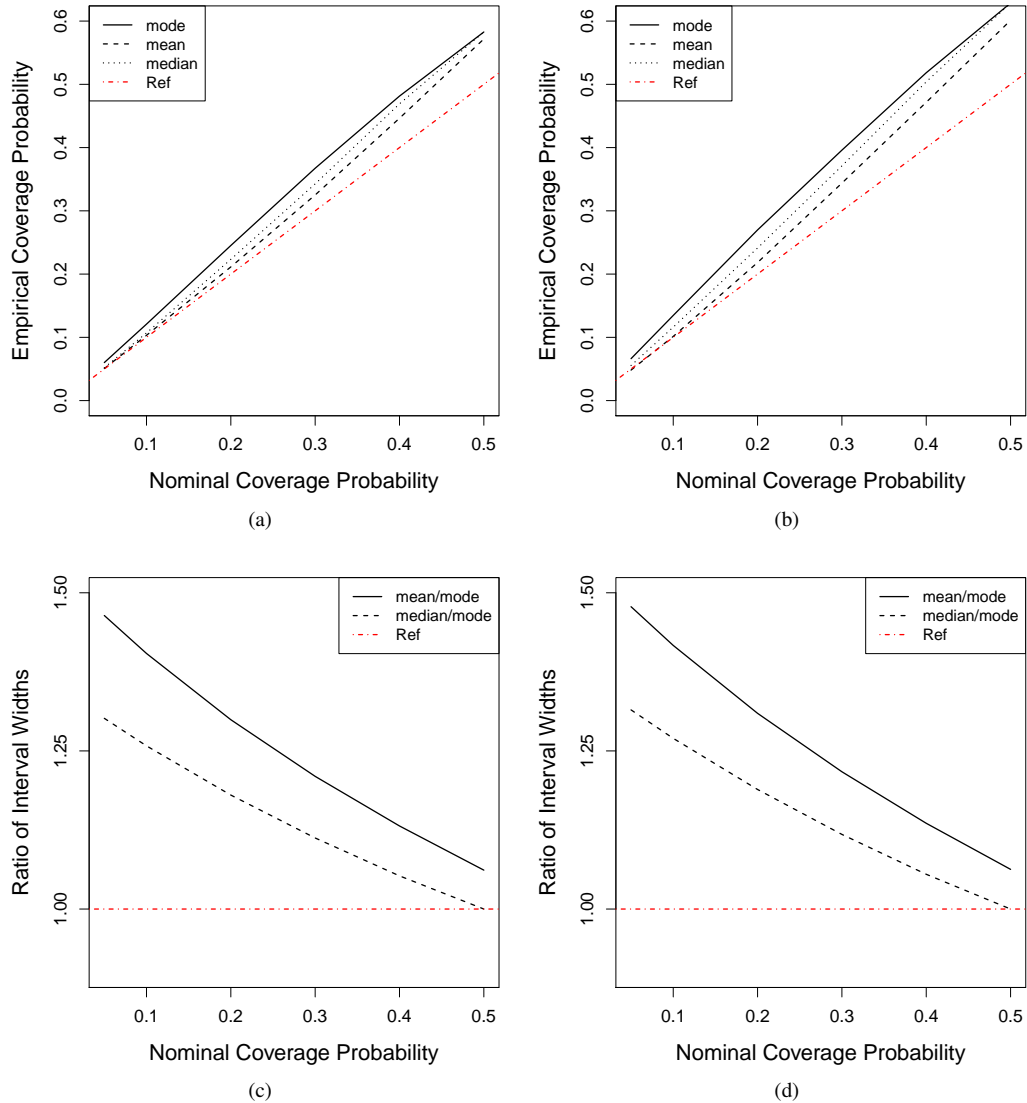 mode
mean
median
Ref
0.0
0.1
0.2
0.3
0.4
0.5
0.6
Empirical Coverage Probability
0.1
0.2
0.3
0.4
0.5
Nominal Coverage Probability
(a)
mode
mean
median
Ref
0.0
0.1
0.2
0.3
0.4
0.5
0.6
Empirical Coverage Probability
0.1
0.2
0.3
0.4
0.5
Nominal Coverage Probability
(b)
mean/mode
median/mode
Ref
1.00
1.25
1.50
Ratio of Interval Widths
0.1
0.2
0.3
0.4
0.5
Nominal Coverage Probability
(c)
mean/mode
median/mode
Ref
1.00
1.25
1.50
Ratio of Interval Widths
0.1
0.2
0.3
0.4
0.5
Nominal Coverage Probability
(d)